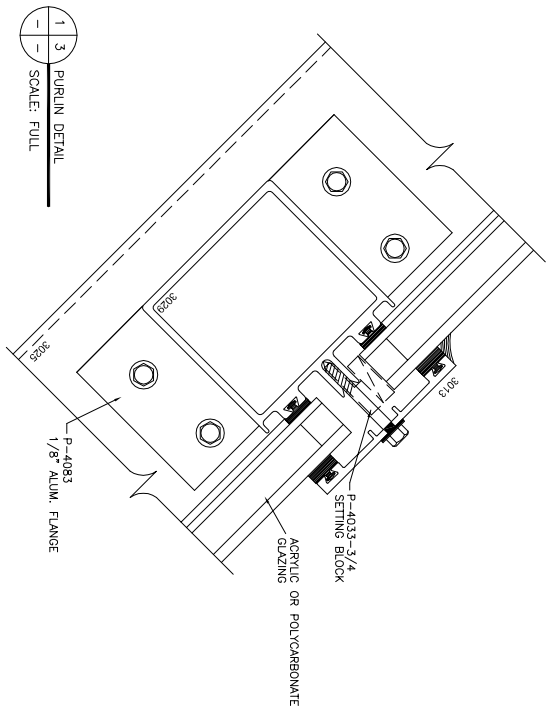 1
3
-
-
PURLIN DETAIL
SCALE: FULL
3025
3029
3013
P-4083
1/8" ALUM. FLANGE
P-4033-3/4
SETTING BLOCK
ACRYLIC OR POLYCARBONATE
GLAZING